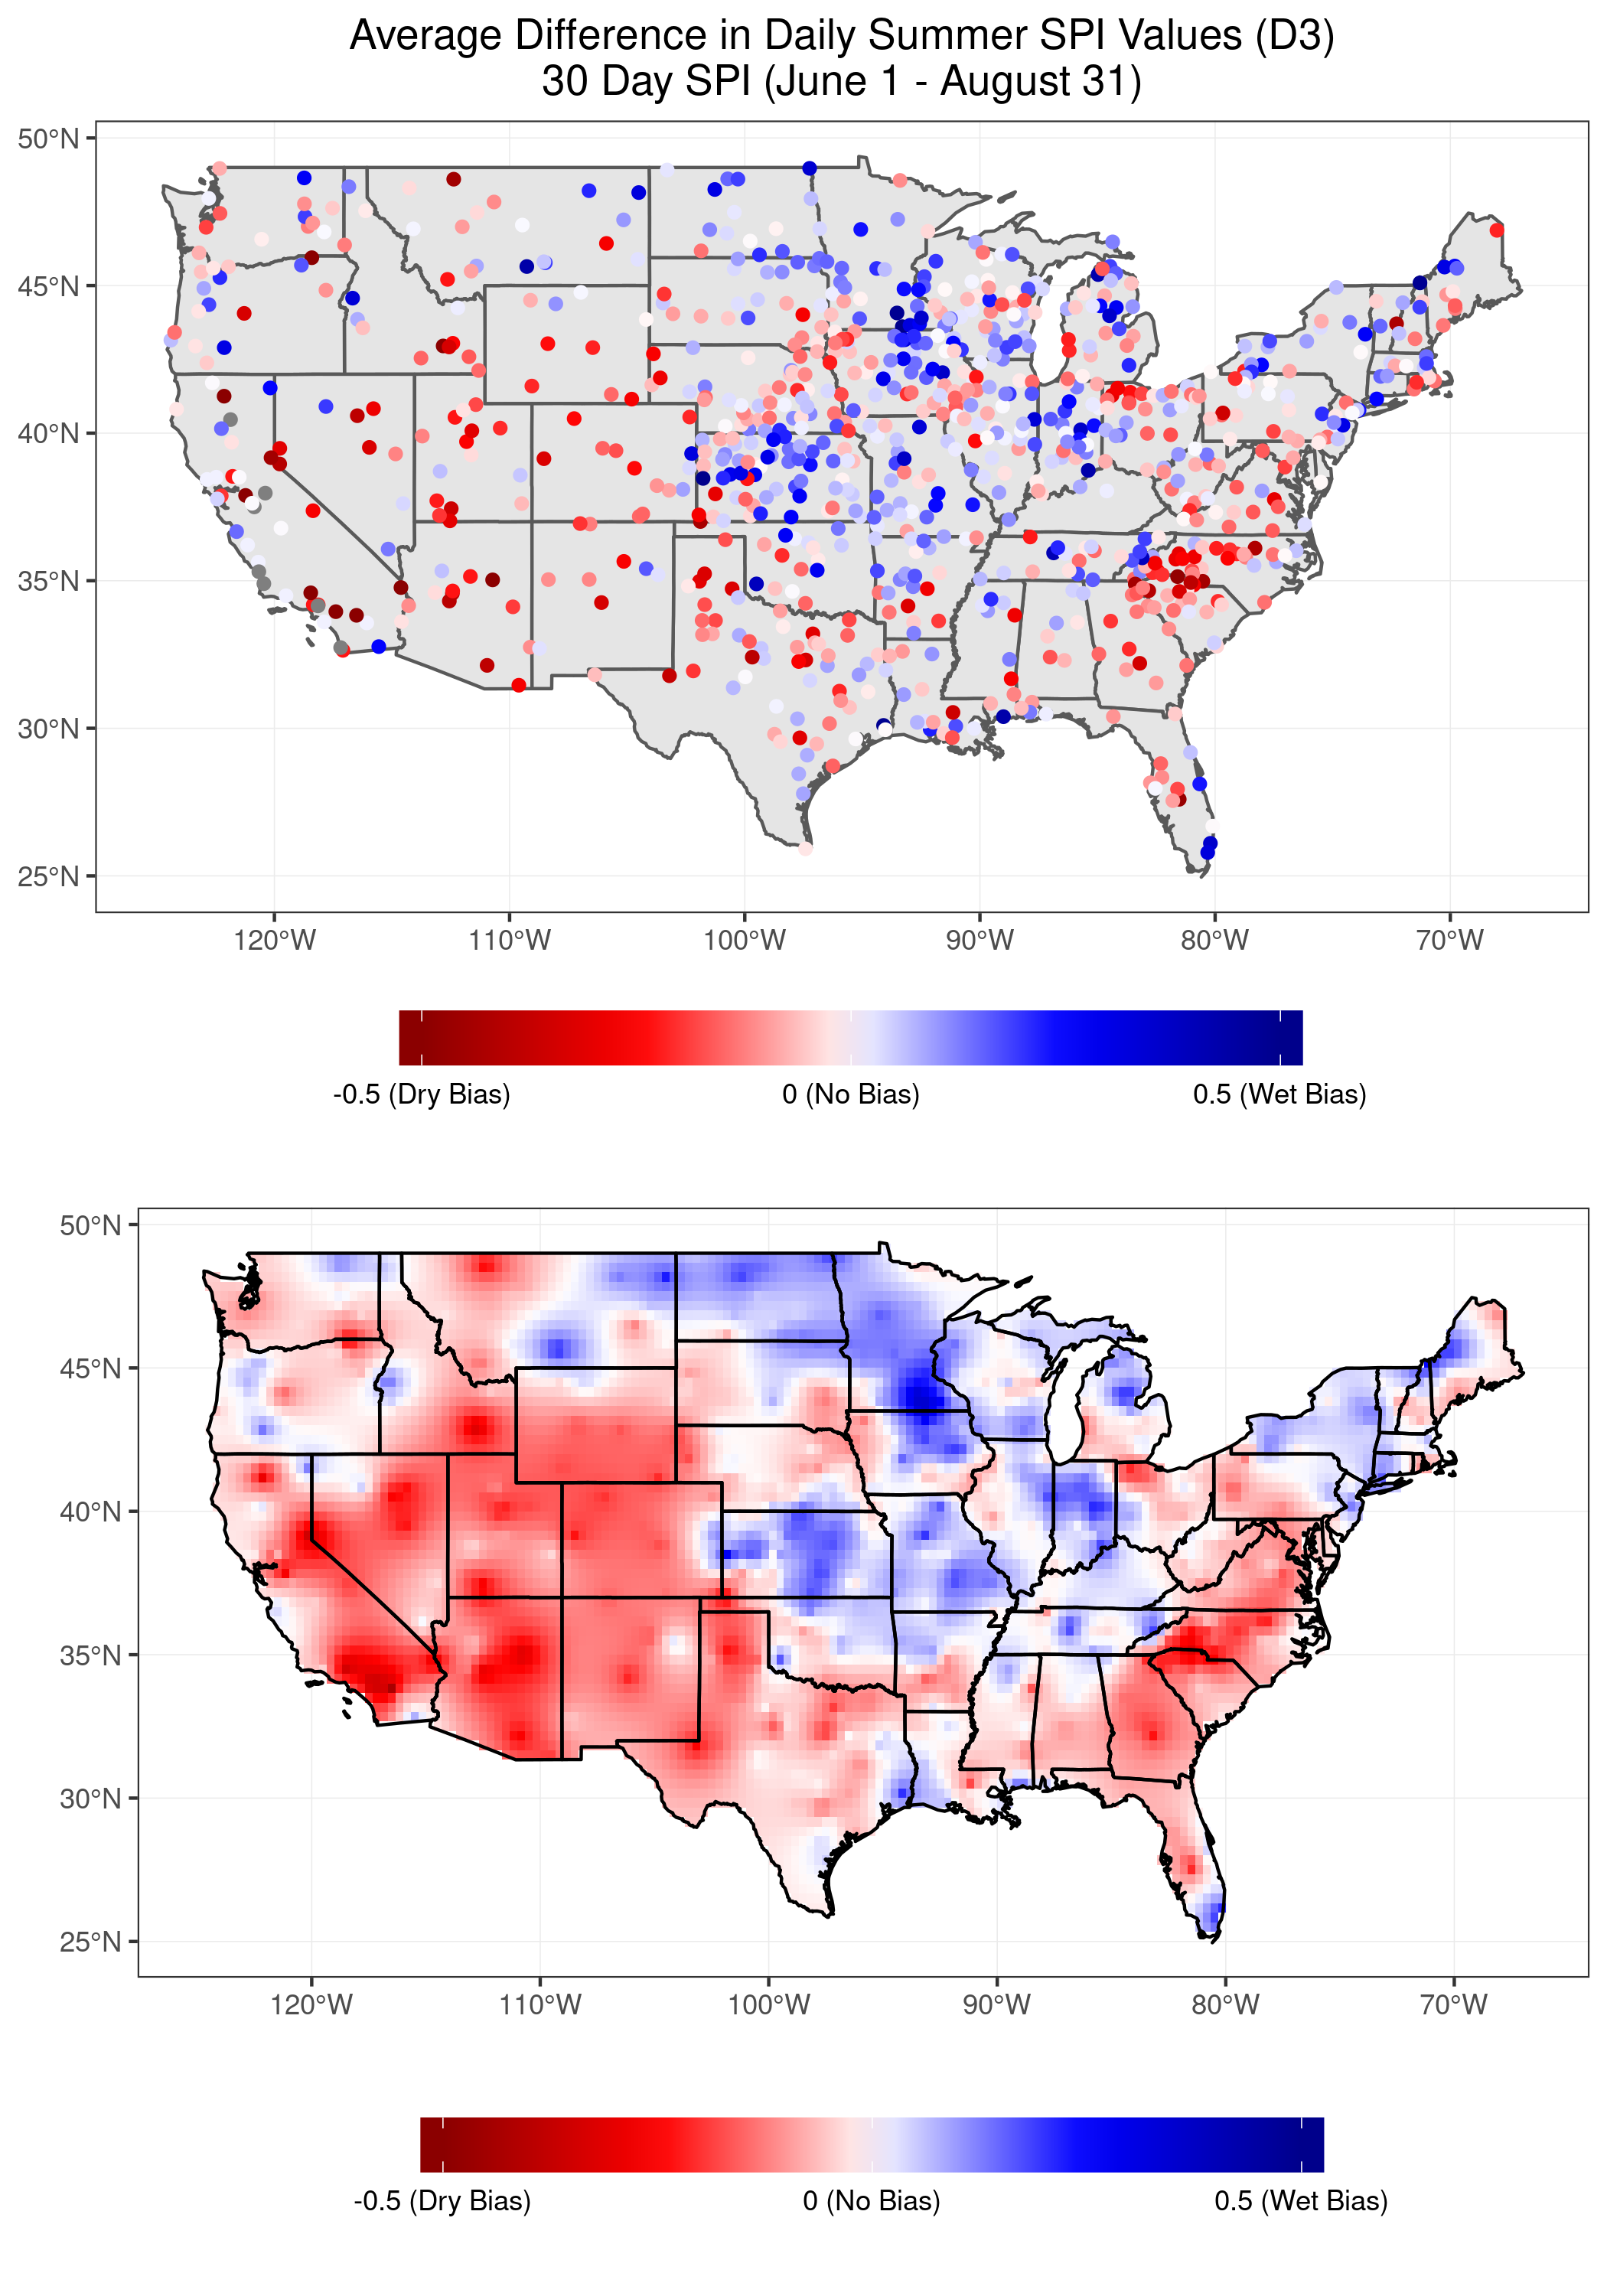 Average Difference in Daily Summer SPI Values (D3)
30 Day SPI (June 1 - August 31)
50°N
45°N
40°N
35°N
30°N
25°N
120°W 110°W 100°W 90°W 80°W 70°W
-0.5 (Dry Bias) 0 (No Bias) 0.5 (Wet Bias)
50°N
45°N
40°N
35°N
30°N
25°N
120°W 110°W 100°W 90°W 80°W 70°W
-0.5 (Dry Bias) 0 (No Bias) 0.5 (Wet Bias)